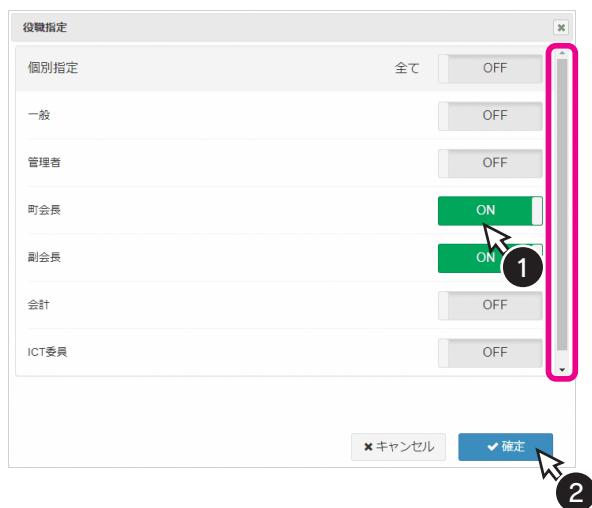 役職指定
個別指定 全て OFF
一般 OFF
管理者 OFF
町会長 ON
副会長 ON
1
会計 OFF
ICT委員 OFF
キャンセル 確定
2